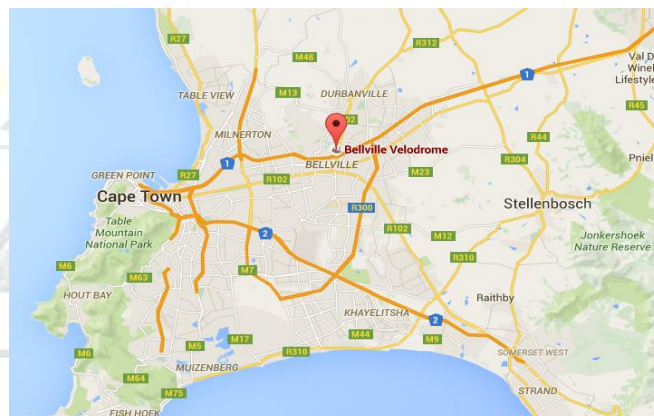 R27
M48
R312
Val D
Winel
Lifestyle
TABLE VIEW
M13
DURBANVILLE
1
R45
MILNERTON
Bellville Velodrome
R44
1
BELLVILLE
GREEN POINT
R27
R102
M23
R304
Pniel
Cape Town
R300
Stellenbosch
Table
Mountain
National Park
2
R102
M12
Jonkershoek
Nature Reserve
M6
M63
M7
R310
HOUT BAY
Raithby
KHAYELITSHA
2
M44
M9
M6
M5
M17
R310
SOMERSET WEST
MUIZENBERG
M64
M75
STRAND
FISH HOEK